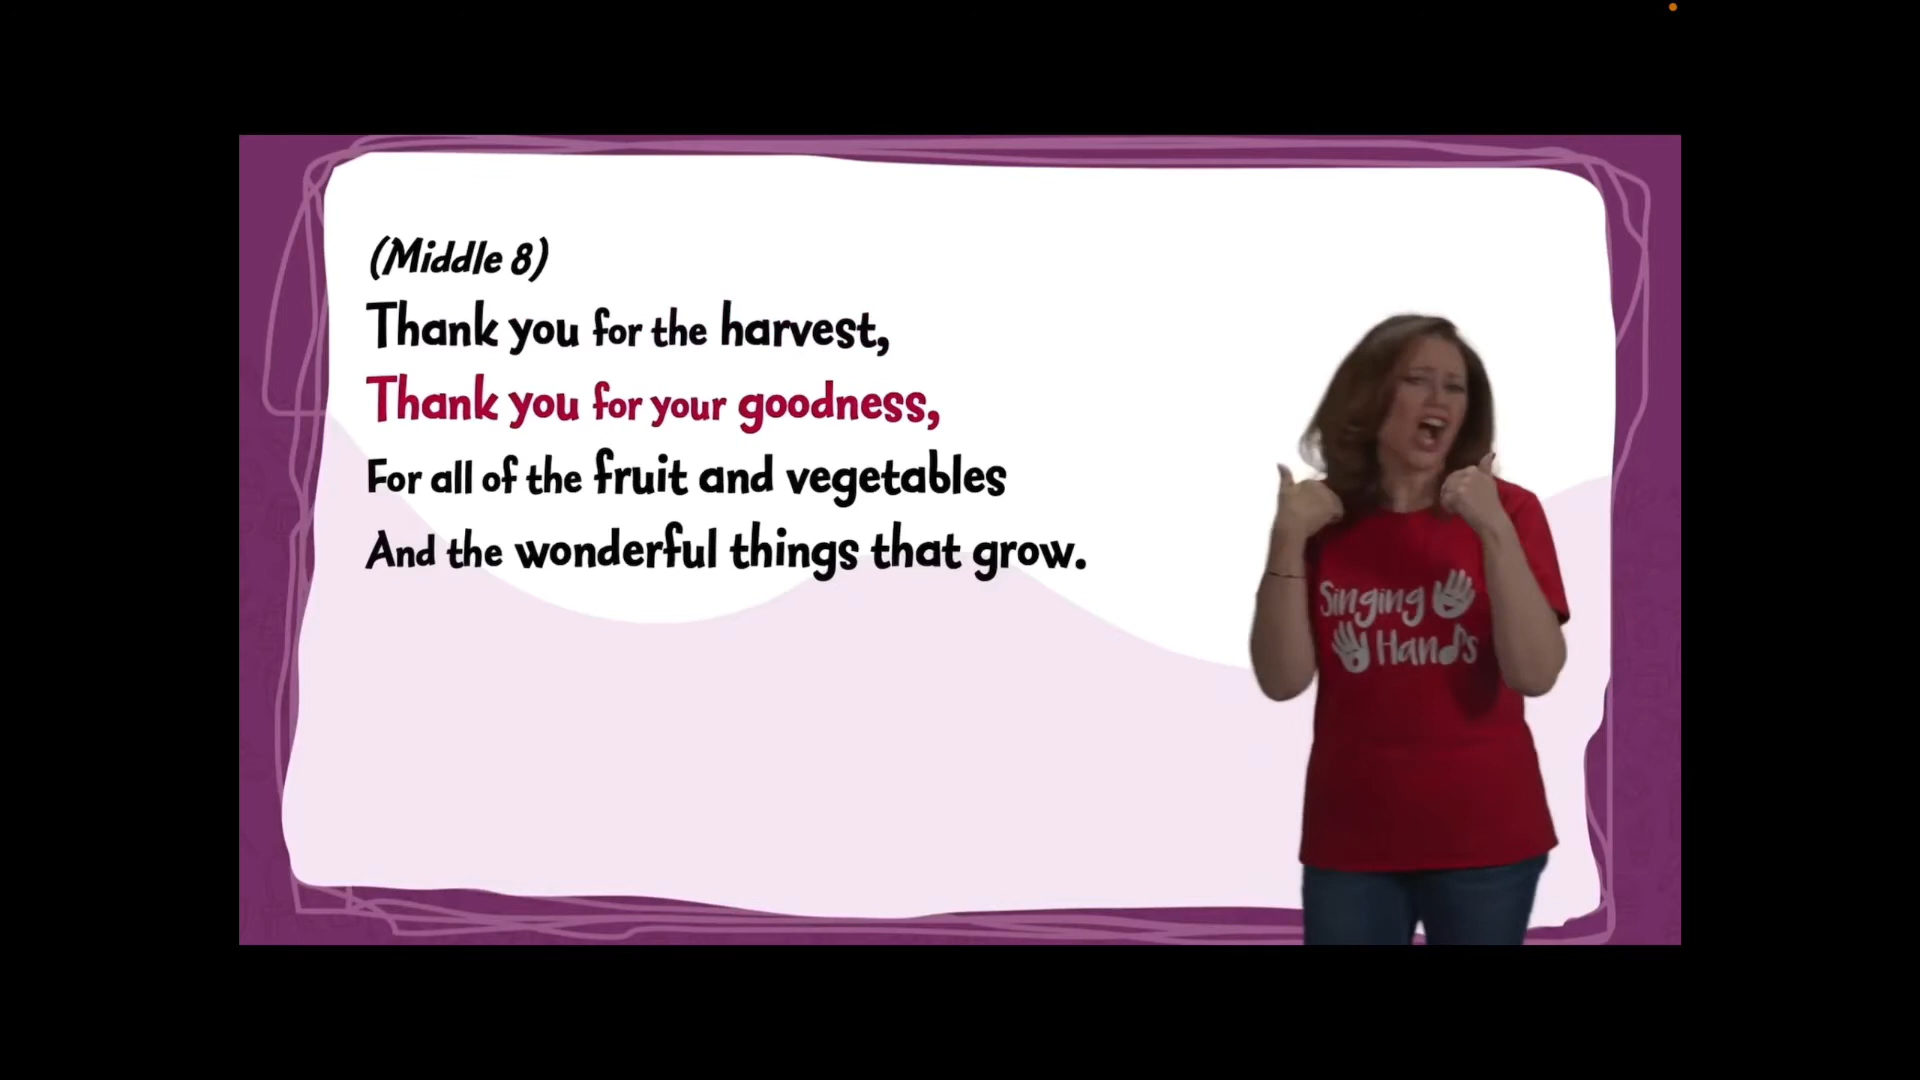 (Middle 8)
Thank you for the harvest,
Thank you for your goodness,
For all of the fruit and vegetables
And the wonderful things that grow.
Singing
Hands